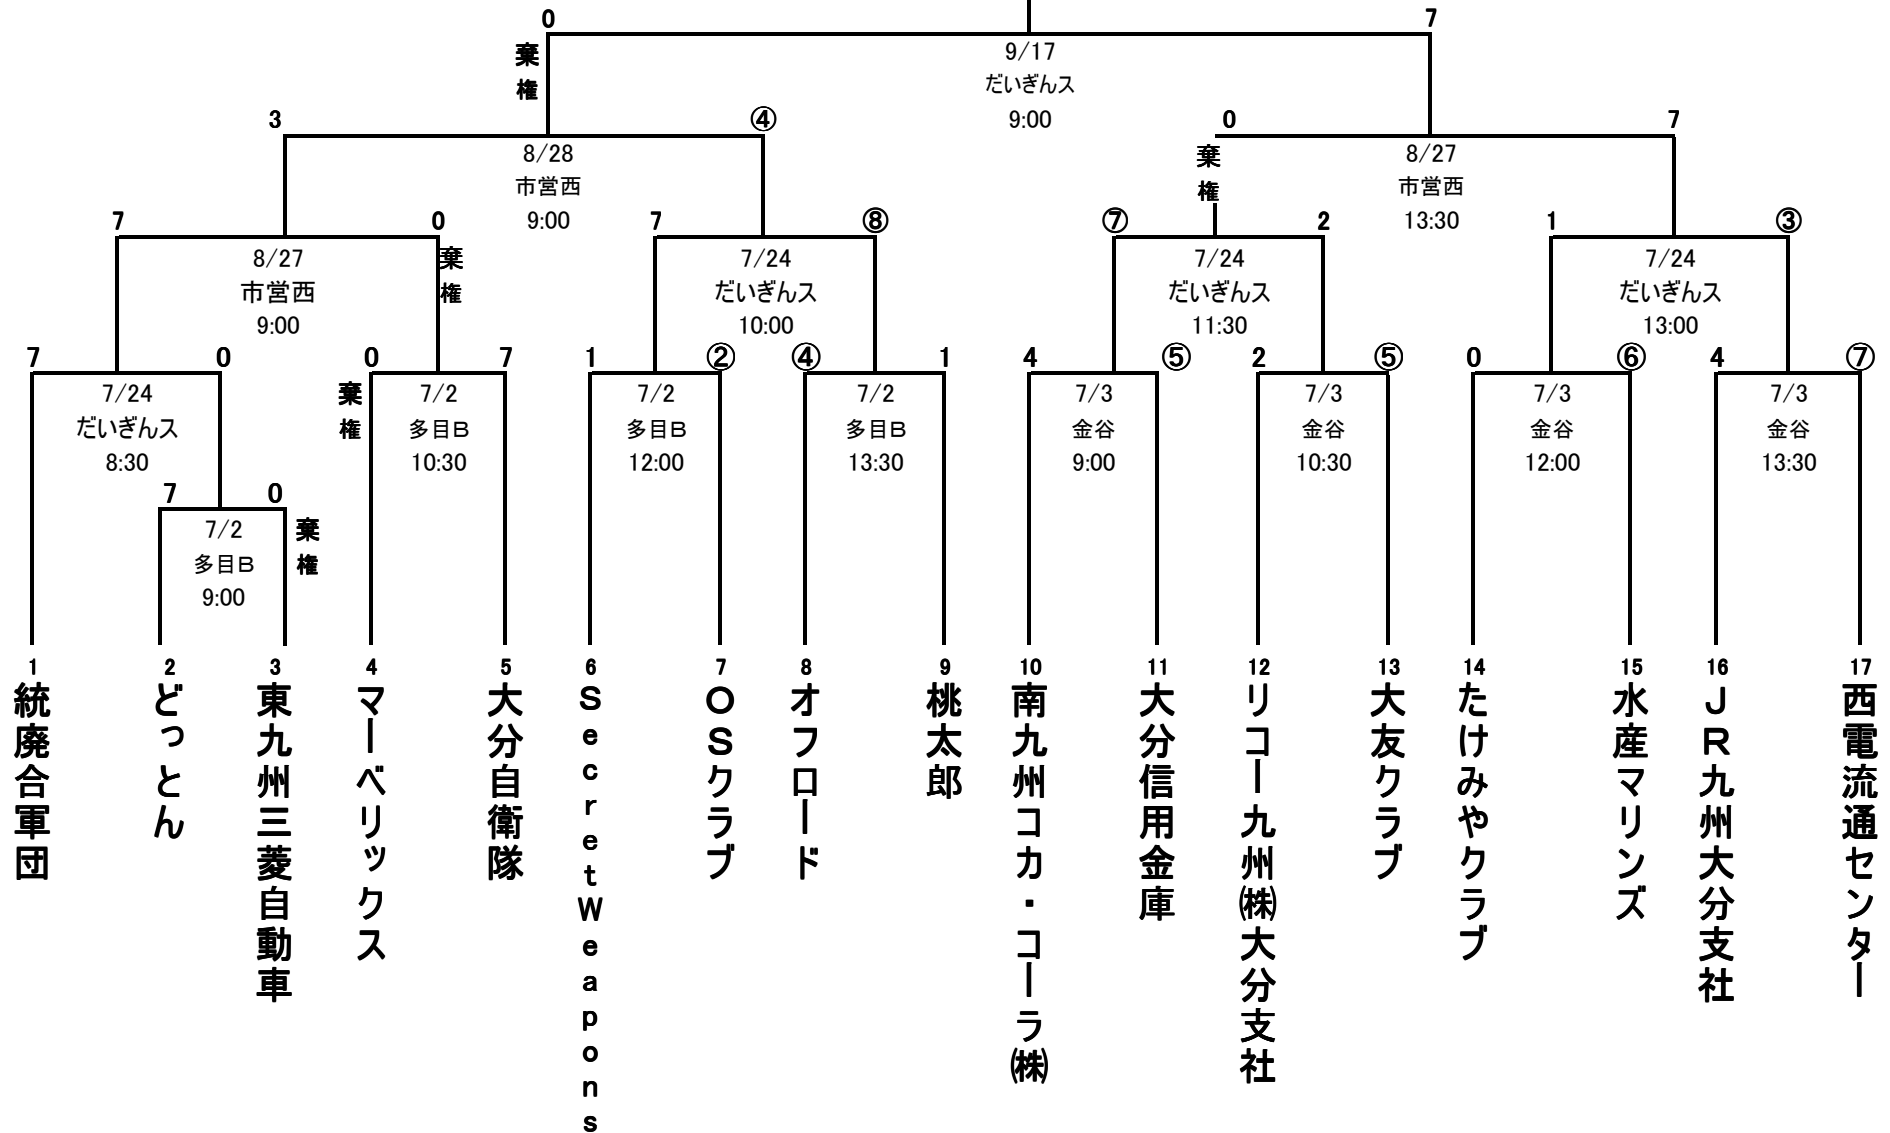 0 7
棄権
9/17
だいぎんス
9:00
3 ④ 0 7
8/28
市営西
9:00
棄権
8/27
市営西
13:30
7 0 7 ⑧ ⑦ 2 1 ③
8/27
市営西
9:00
棄権
7/24
だいぎんス
10:00
7/24
だいぎんス
11:30
7/24
だいぎんス
13:00
7 0 0 7 1 ② ④ 1 4 ⑤ 2 ⑤ 0 ⑥ 4 ⑦
7/24
だいぎんス
8:30
棄権
7/2
多目B
10:30
7/2
多目B
12:00
7/2
多目B
13:30
7/3
金谷
9:00
7/3
金谷
10:30
7/3
金谷
12:00
7/3
金谷
13:30
7 0
7/2
多目B
9:00
棄権
1
統廃合軍団
2
どっとん
3
東九州三菱自動車
4
マーベリックス
5
大分自衛隊
6
SecretWeapons
7
OSクラブ
8
オフロード
9
桃太郎
10
南九州コカ・コーラ㈱
11
大分信用金庫
12
リコー九州㈱大分支社
13
大友クラブ
14
たけみやクラブ
15
水産マリンズ
16
JR九州大分支社
17
西電流通センター